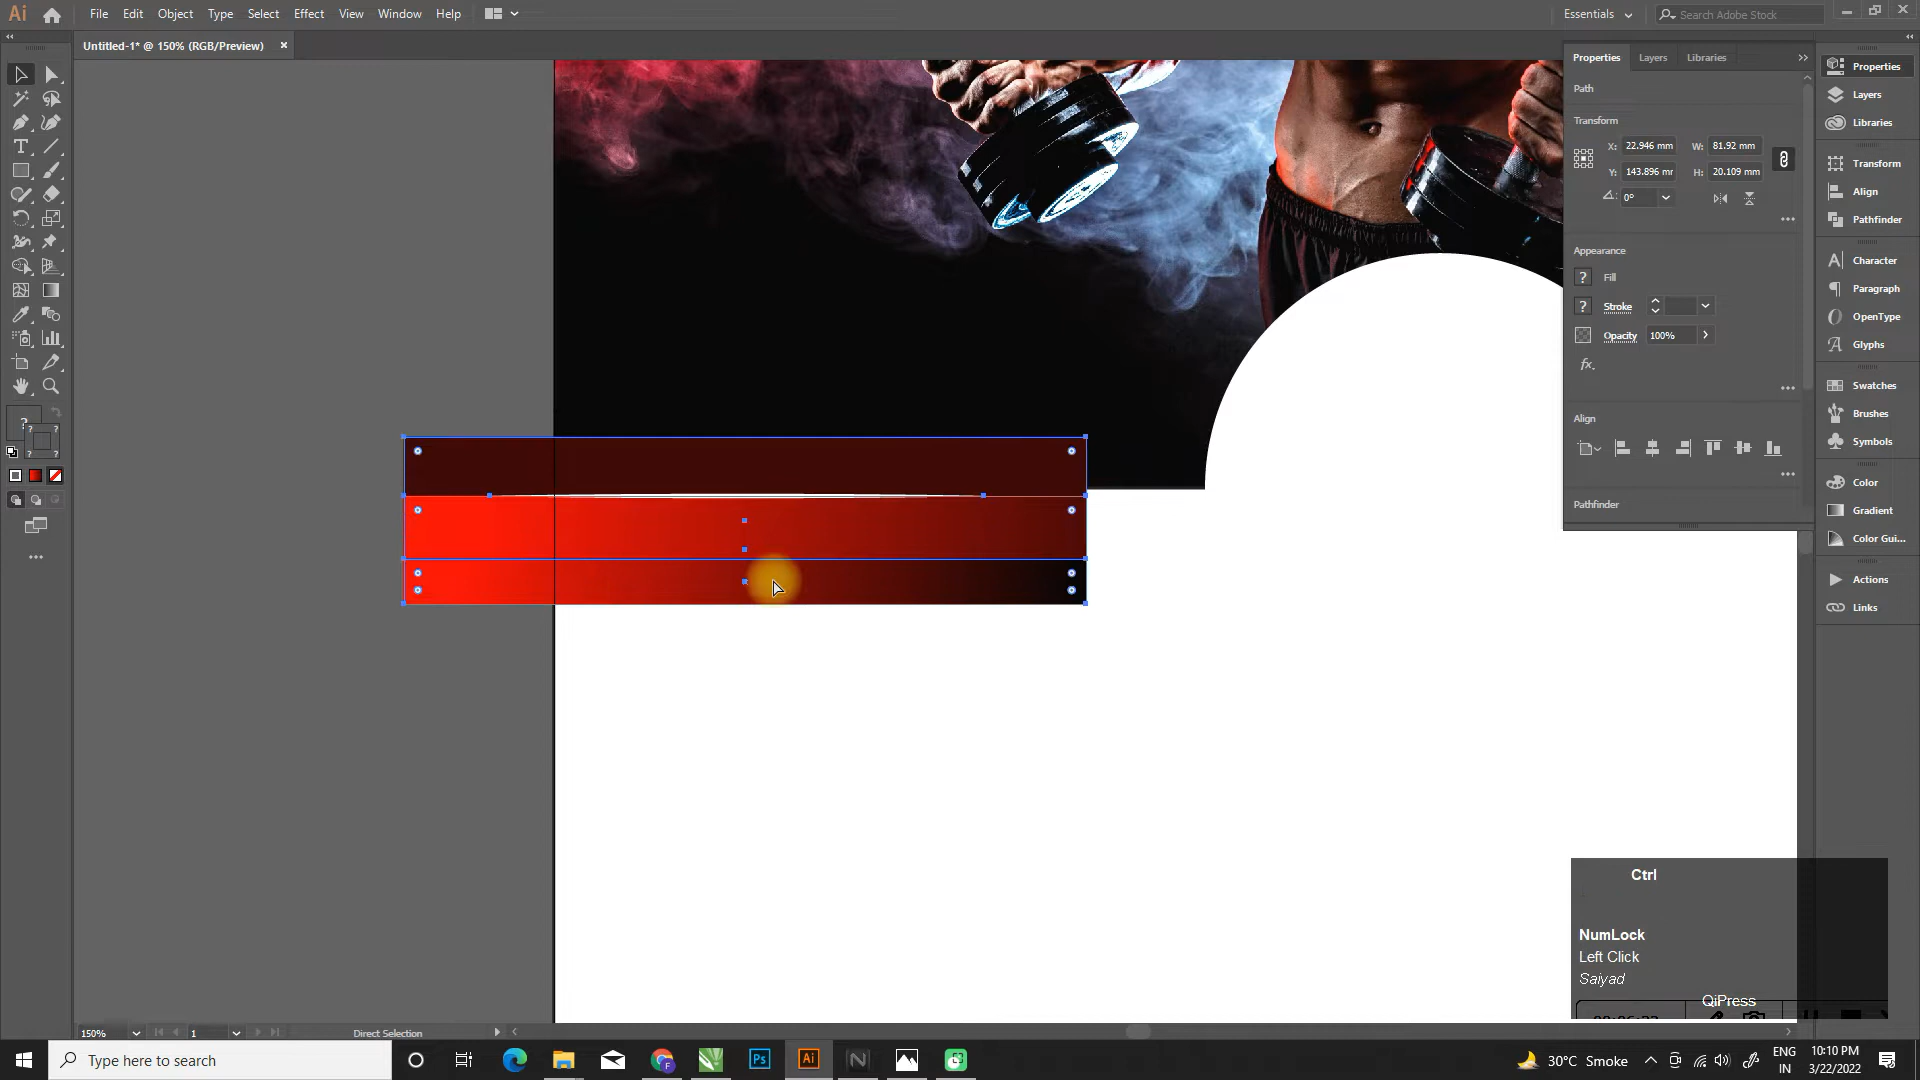 Ai File Edit Object Type Select Effect View Window Help Essentials Search Adobe Stock
Untitled-1* @ 150% (RGB/Preview)
Properties Layers Libraries
Path
Transform
X: 22.946 mm W: 81.92 mm
Y: 143.896 mm H: 20.109 mm
0°
Appearance
? Fill
? Stroke
Opacity 100%
fx.
Align
Pathfinder
Properties
Layers
Libraries
Transform
Align
Pathfinder
Character
Paragraph
OpenType
Glyphs
Swatches
Brushes
Symbols
Color
Gradient
Color Gui...
Actions
Links
Ctrl
NumLock
Left Click
Saiyad
QiPress
150% 1 Direct Selection
Type here to search
Ps Ai
30°C Smoke
ENG
IN
10:10 PM
3/22/2022